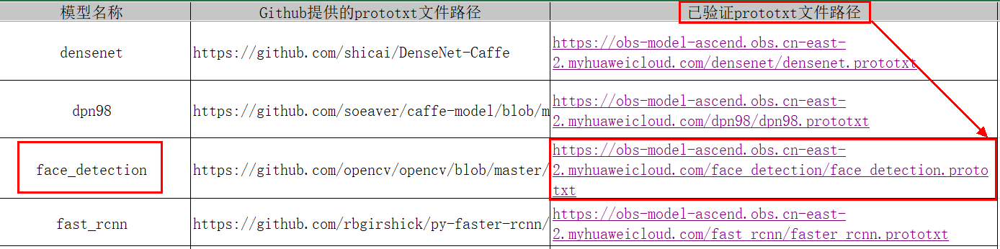 模型名称 Github提供的prototxt文件路径 已验证prototxt文件路径
densenet https://github.com/shicai/DenseNet-Caffe https://obs-model-ascend.obs.cn-east-
2.myhuaweicloud.com/densenet/densenet.prototxt
dpn98 https://github.com/soeaver/caffe-model/blob/m https://obs-model-ascend.obs.cn-east-
2.myhuaweicloud.com/dpn98/dpn98.prototxt
face_detection https://github.com/opencv/opencv/blob/master/ https://obs-model-ascend.obs.cn-east-
2.myhuaweicloud.com/face_detection/face_detection.proto
txt
fast_rcnn https://github.com/rbgirshick/py-faster-rcnn/ https://obs-model-ascend.obs.cn-east-
2.myhuaweicloud.com/fast_rcnn/faster_rcnn.prototxt